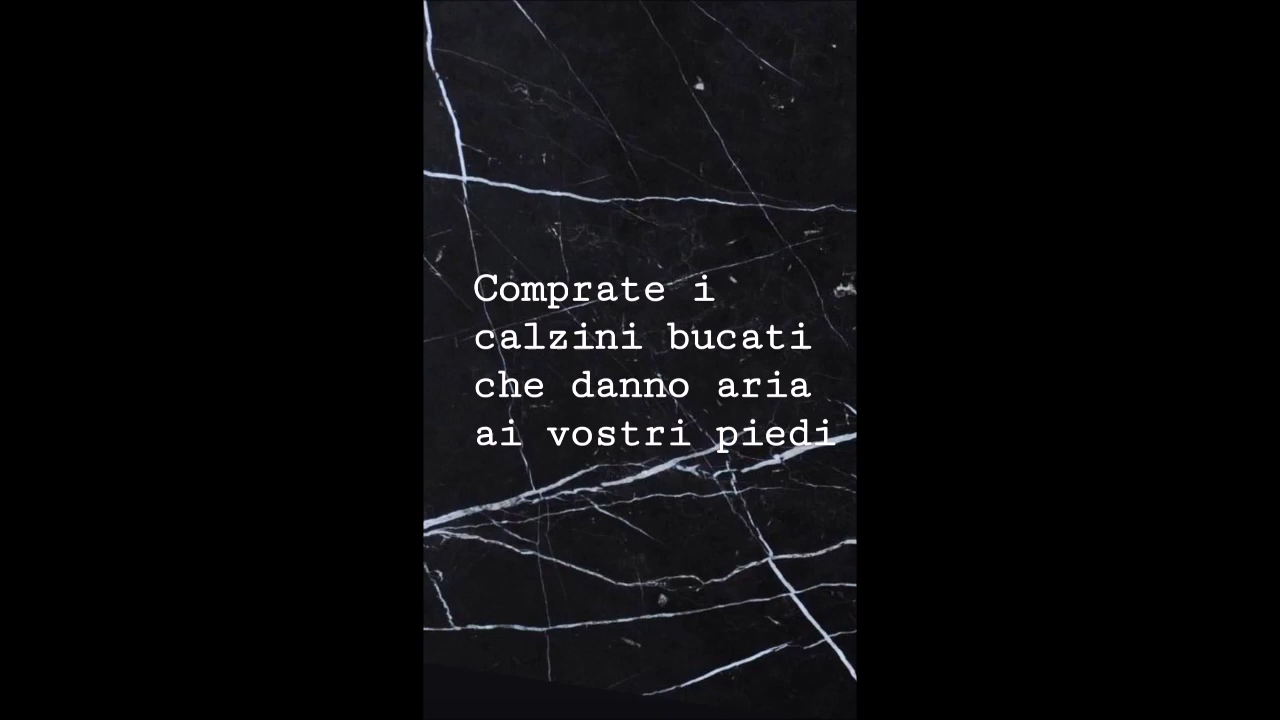 Comprate i
calzini bucati
che danno aria
ai vostri piedi